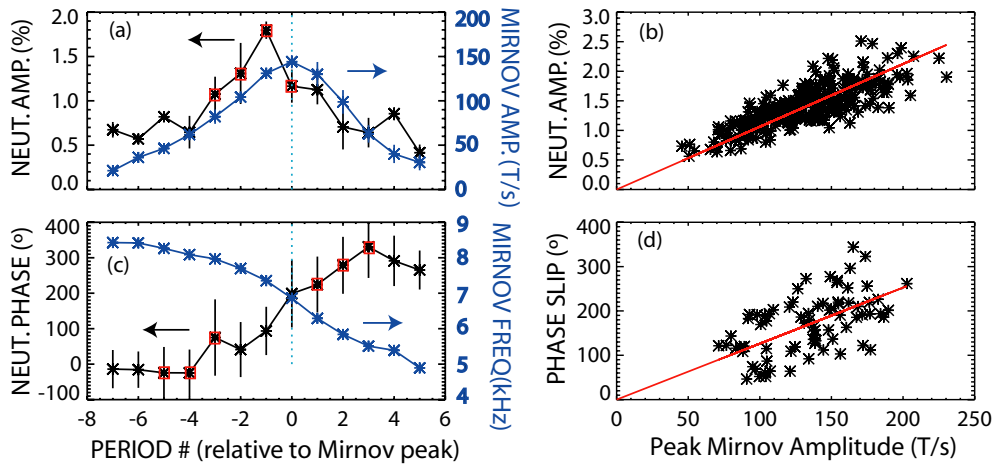 (a)
NEUT. AMP. (%)
2.0
1.5
1.0
0.5
0.0
200
150
100
50
0
MIRNOV AMP. (T/s)
(b)
NEUT. AMP. (%)
3.0
2.5
2.0
1.5
1.0
0.5
0.0
(c)
NEUT. PHASE (º)
400
300
200
100
0
-100
9
8
7
6
5
4
MIRNOV FREQ(kHz)
-8 -6 -4 -2 0 2 4 6
PERIOD # (relative to Mirnov peak)
(d)
PHASE SLIP (º)
400
300
200
100
0
0 50 100 150 200 250
Peak Mirnov Amplitude (T/s)